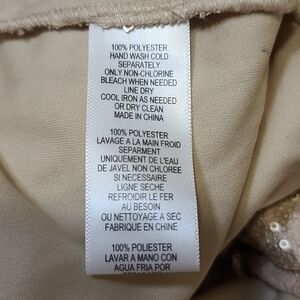 100% POLYESTER
HAND WASH COLD
SEPARATELY
ONLY NON-CHLORINE
BLEACH WHEN NEEDED
LINE DRY
COOL IRON AS NEEDED
OR DRY CLEAN
MADE IN CHINA
100% POLYESTER
LAVAGE A LA MAIN FROID
SEPARMENT
UNIQUEMENT DE L'EAU
DE JAVEL NON CHLOREE
SI NECESSAIRE
LIGNE SECHE
REFROIDIR LE FER
AU BESOIN
OU NETTOYAGE A SEC
FABRIQUE EN CHINE
100% POLIESTER
LAVAR A MANO CON
AGUA FRIA POR